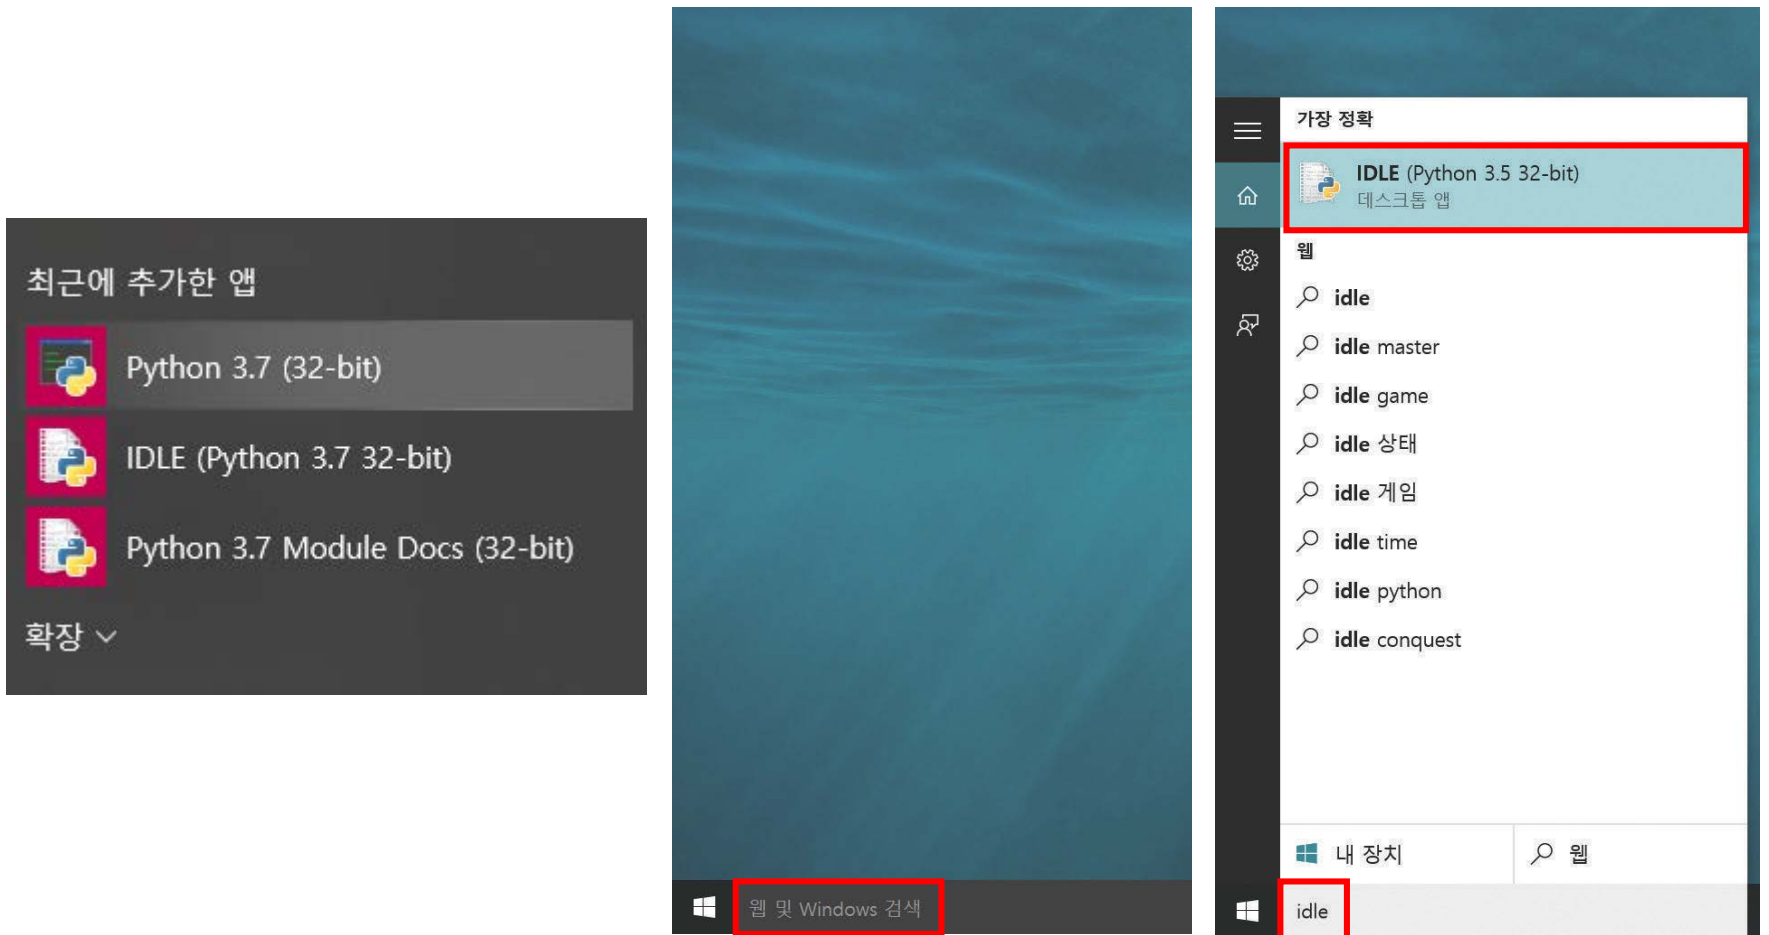 최근에 추가한 앱
Python 3.7 (32-bit)
IDLE (Python 3.7 32-bit)
Python 3.7 Module Docs (32-bit)
확장
웹 및 Windows 검색
가장 정확
IDLE (Python 3.5 32-bit)
데스크톱 앱
웹
idle
idle master
idle game
idle 상태
idle 게임
idle time
idle python
idle conquest
내 장치
웹
idle